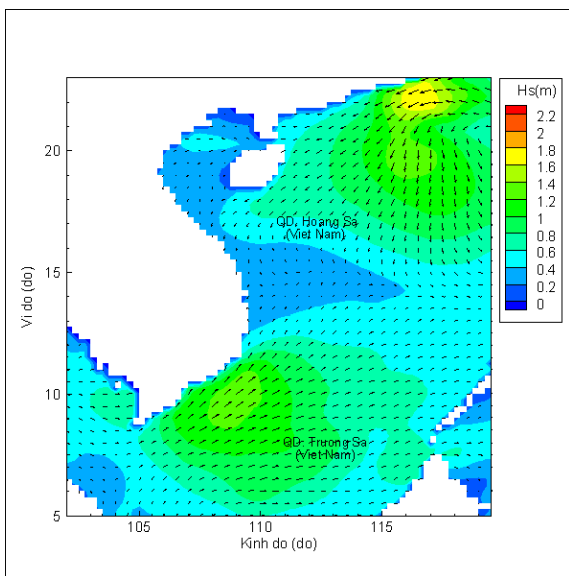 Hs(m)
2.2
2
1.8
1.6
1.4
1.2
1
0.8
0.6
0.4
0.2
0
20
15
10
5
Vi do (do)
QD. Hoang Sa
(Viet Nam)
QD. Truong Sa
(Viet Nam)
105
110
115
Kinh do (do)